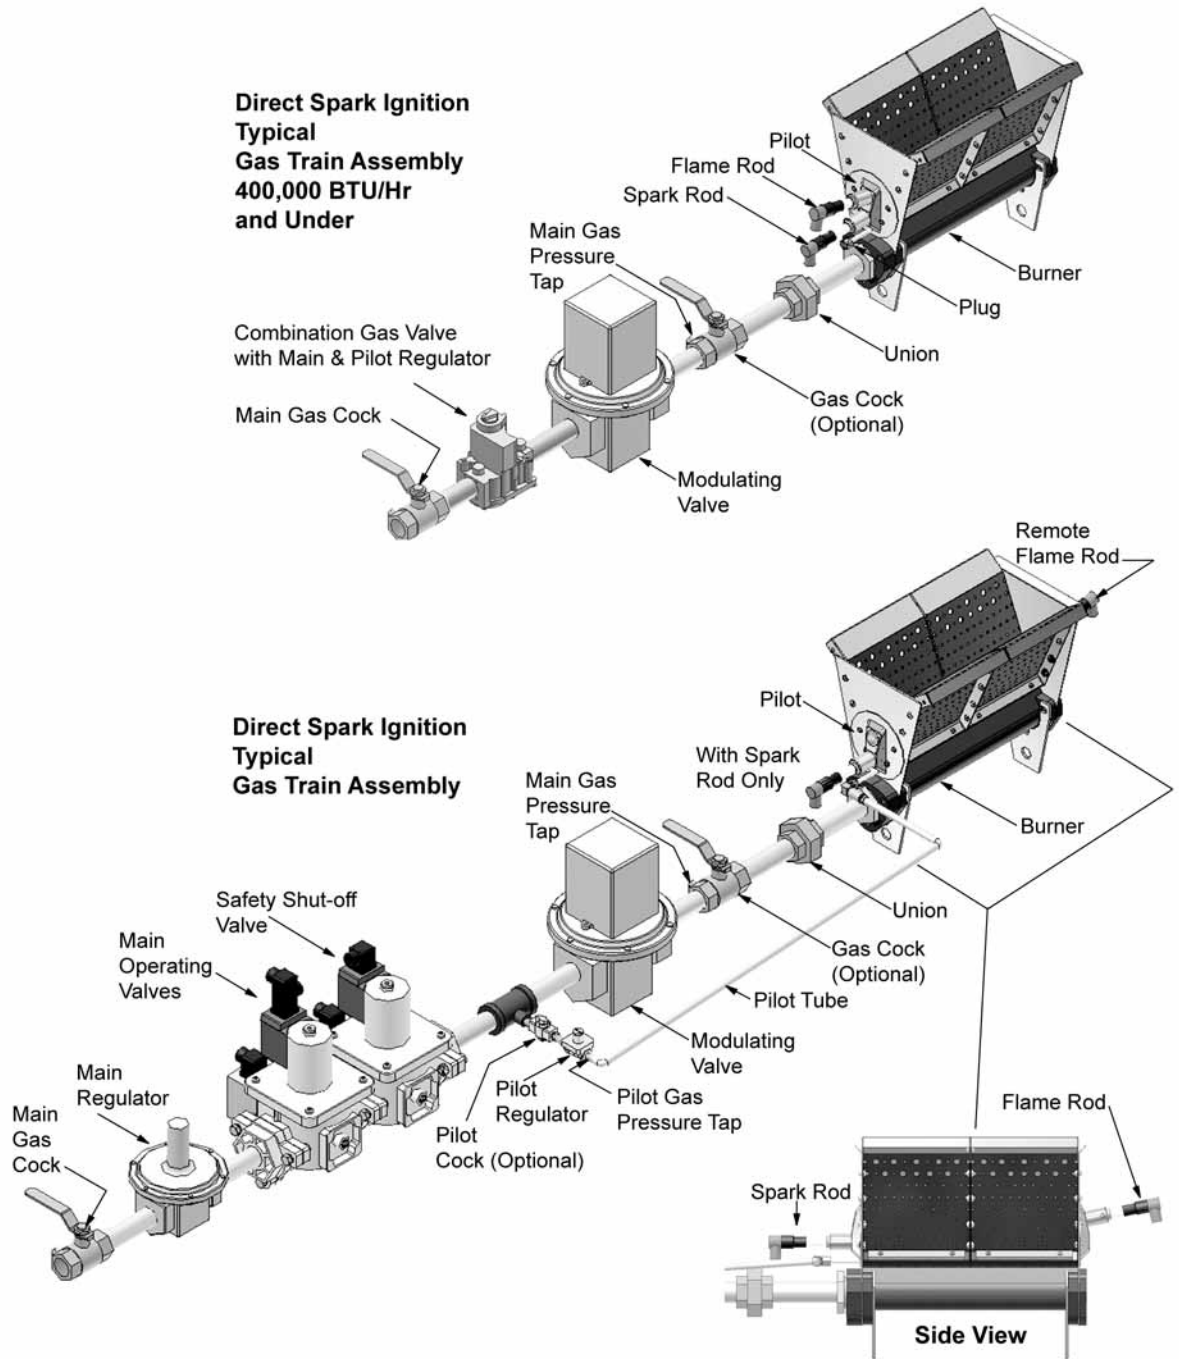 Direct Spark Ignition
Typical
Gas Train Assembly
400,000 BTU/Hr
and Under
Pilot
Flame Rod
Spark Rod
Main Gas
Pressure
Tap
Burner
Plug
Union
Combination Gas Valve
with Main & Pilot Regulator
Gas Cock
(Optional)
Main Gas Cock
Modulating
Valve
Remote
Flame Rod
Direct Spark Ignition
Typical
Gas Train Assembly
Pilot
With Spark
Rod Only
Main Gas
Pressure
Tap
Burner
Union
Safety Shut-off
Valve
Main
Operating
Valves
Gas Cock
(Optional)
Pilot Tube
Modulating
Valve
Main
Regulator
Pilot
Regulator
Pilot Gas
Pressure Tap
Main
Gas
Cock
Pilot
Cock (Optional)
Flame Rod
Spark Rod
Side View